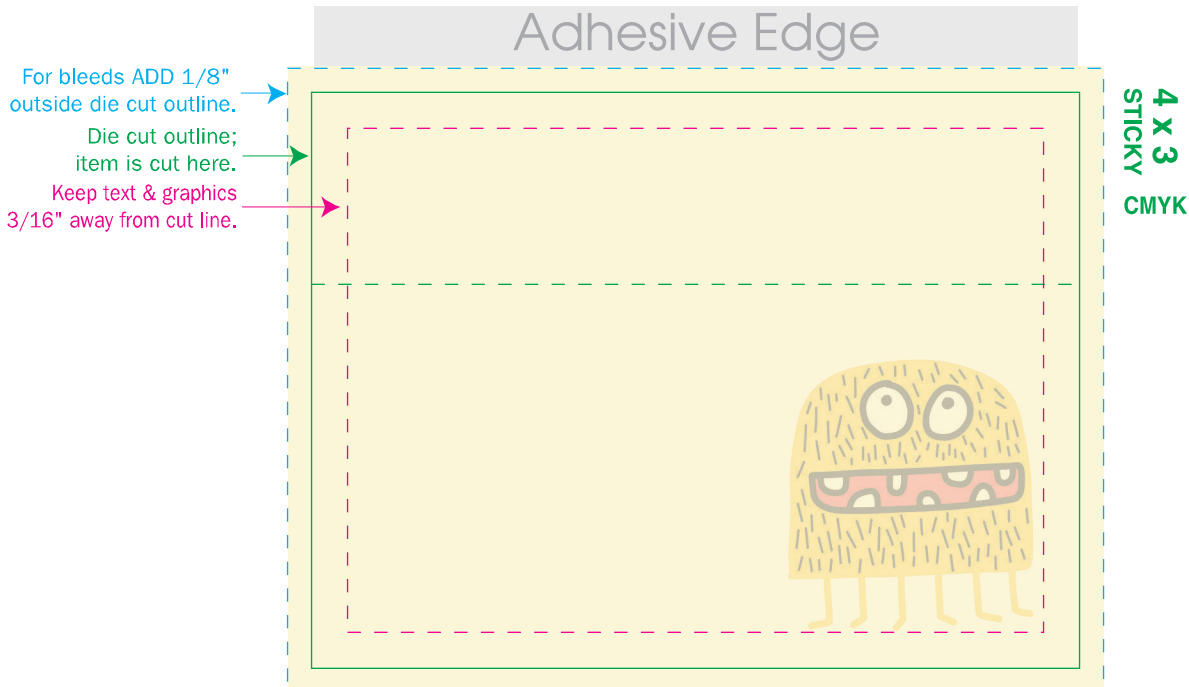 Adhesive Edge
For bleeds ADD 1/8"
outside die cut outline.
Die cut outline;
item is cut here.
Keep text & graphics
3/16" away from cut line.
4 x 3
STICKY
CMYK